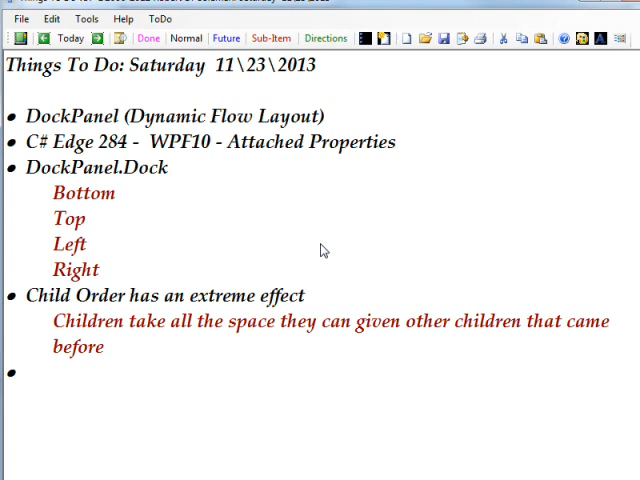 File Edit Tools Help ToDo
Today Done Normal Future Sub-Item Directions
Things To Do: Saturday 11\23\2013
• DockPanel (Dynamic Flow Layout)
• C# Edge 284 - WPF10 - Attached Properties
• DockPanel.Dock
Bottom
Top
Left
Right
• Child Order has an extreme effect
Children take all the space they can given other children that came
before
•